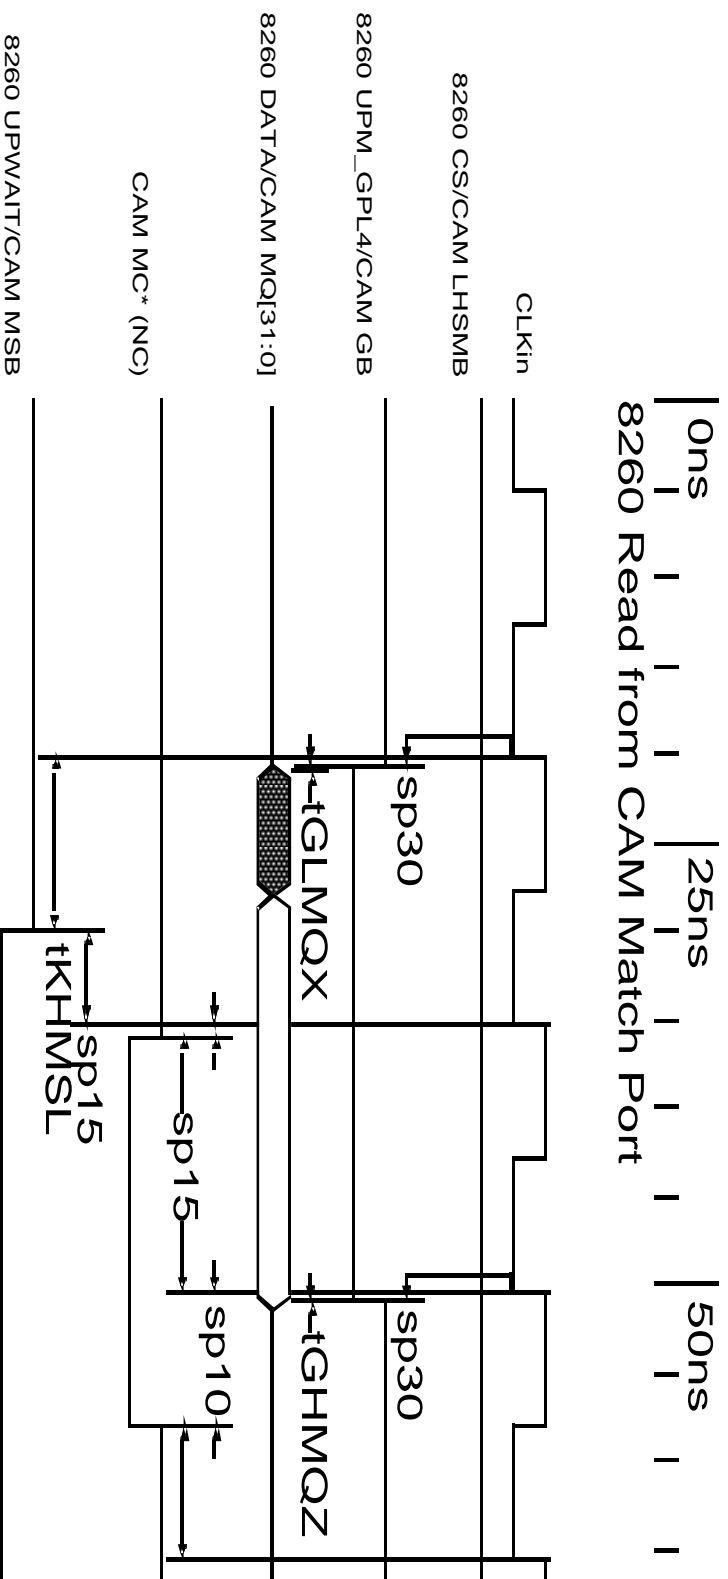 0ns
25ns
50ns
8260 Read from CAM Match Port
CLKin
8260 CS/CAM LHSMB
sp30
sp30
8260 UPM_GPL4/CAM GB
tGLMQX
tGHMQZ
8260 DATA/CAM MQ[31:0]
sp10
sp15
CAM MC* (NC)
sp15
tKHMSL
8260 UPWAIT/CAM MSB